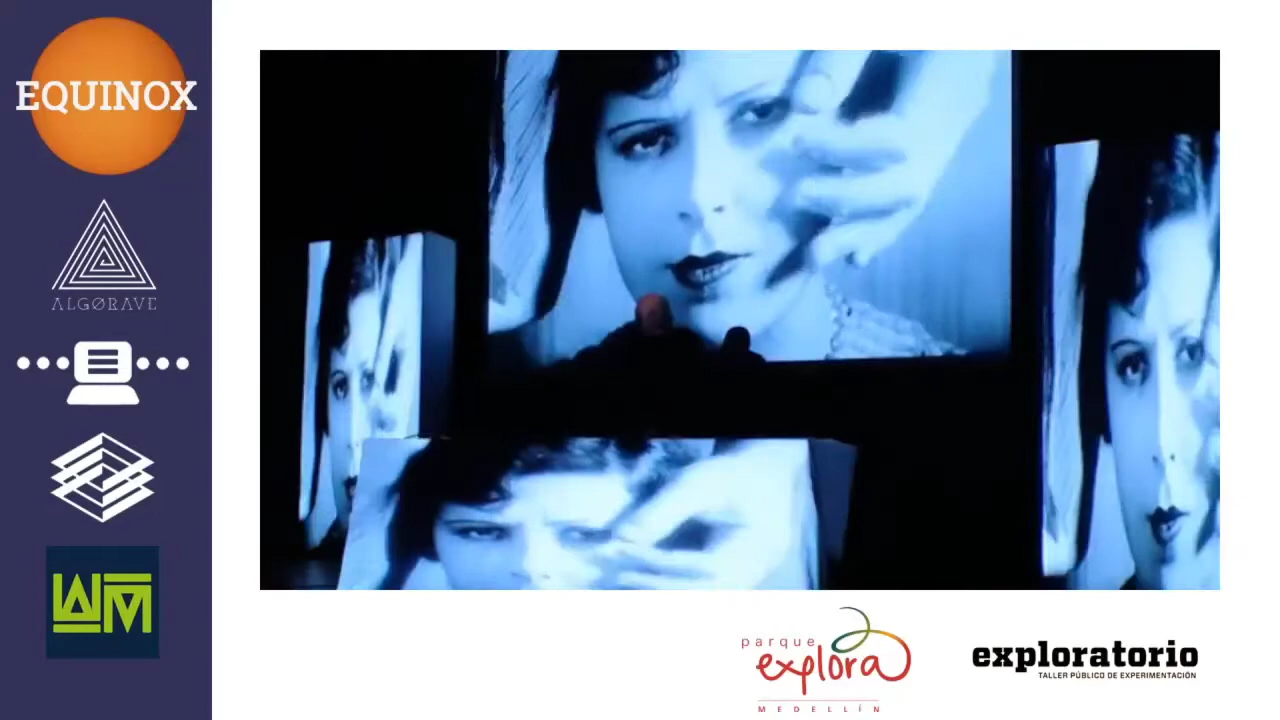 EQUINOX
ALGØRAVE
parque
explora
MEDELLÍN
exploratorio
TALLER PÚBLICO DE EXPERIMENTACIÓN